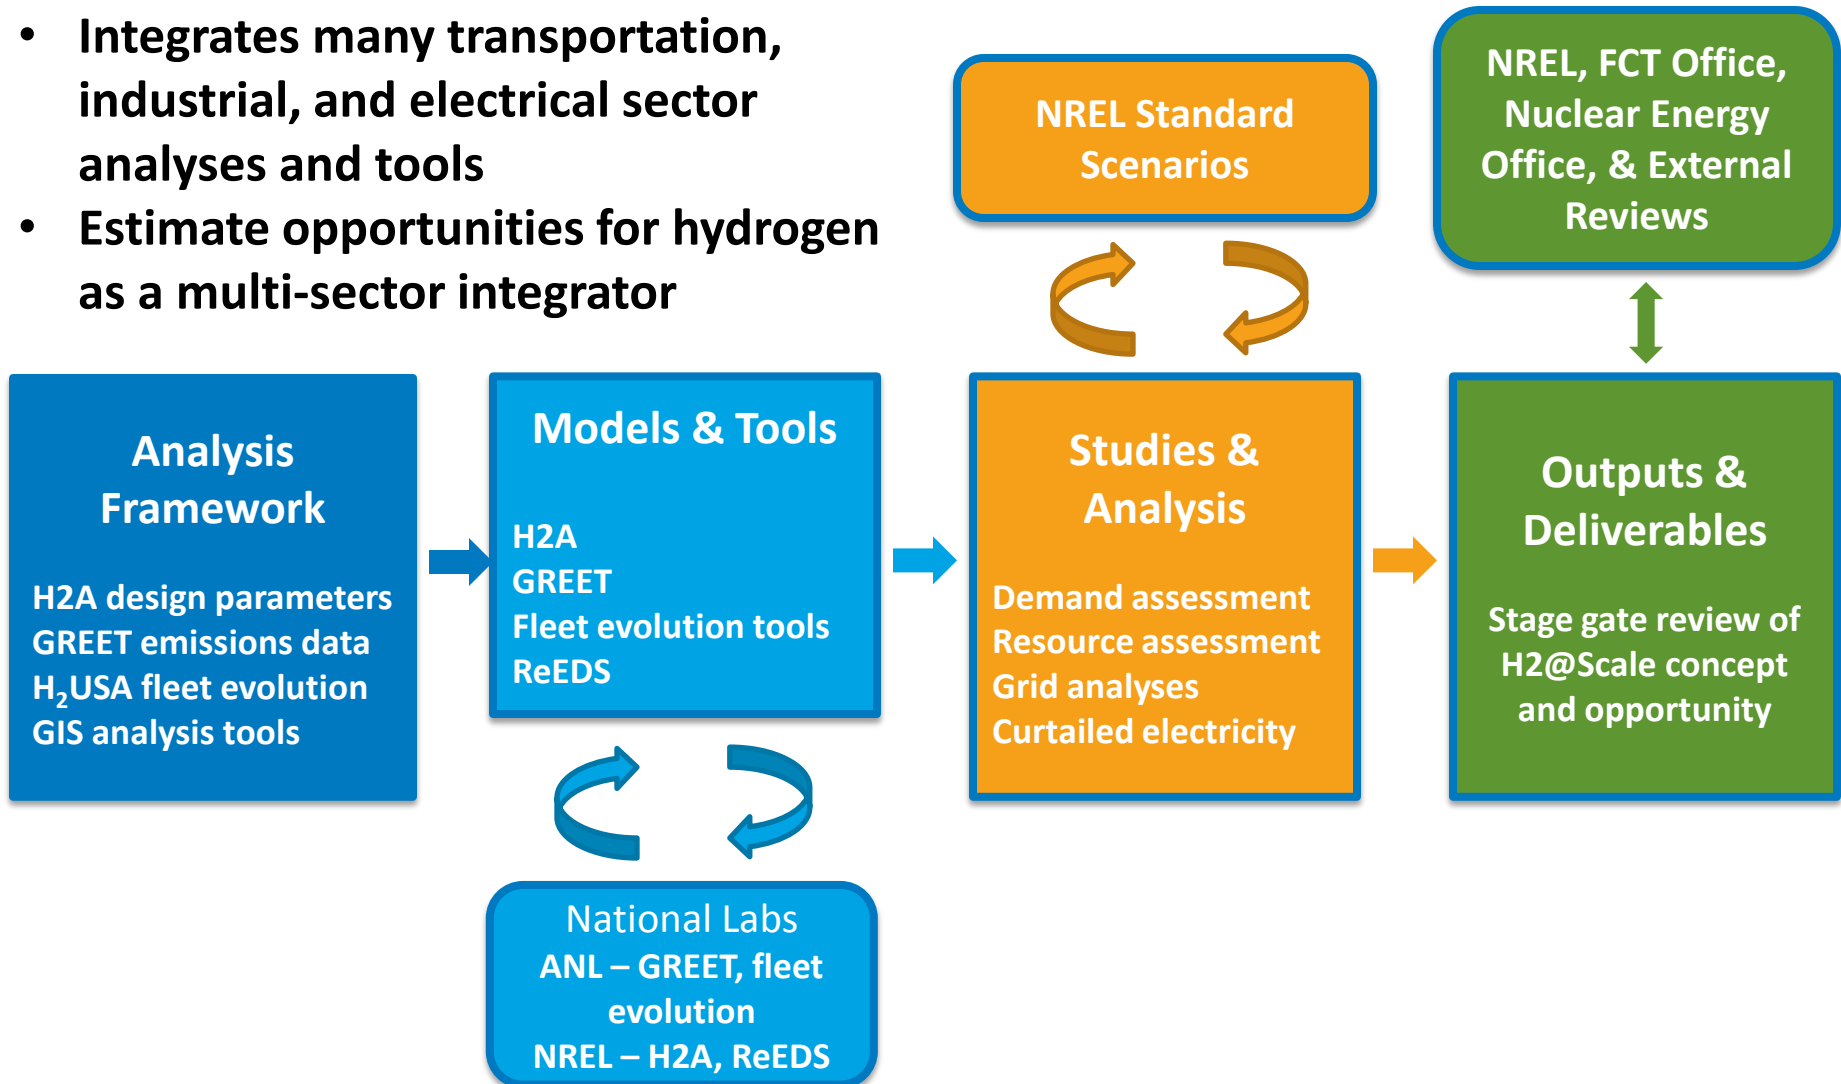 • Integrates many transportation,
industrial, and electrical sector
analyses and tools
• Estimate opportunities for hydrogen
as a multi-sector integrator
NREL Standard
Scenarios
NREL, FCT Office,
Nuclear Energy
Office, & External
Reviews
Analysis
Framework
H2A design parameters
GREET emissions data
H₂USA fleet evolution
GIS analysis tools
Models & Tools
H2A
GREET
Fleet evolution tools
ReEDS
Studies &
Analysis
Demand assessment
Resource assessment
Grid analyses
Curtailed electricity
Outputs &
Deliverables
Stage gate review of
H2@Scale concept
and opportunity
National Labs
ANL – GREET, fleet
evolution
NREL – H2A, ReEDS